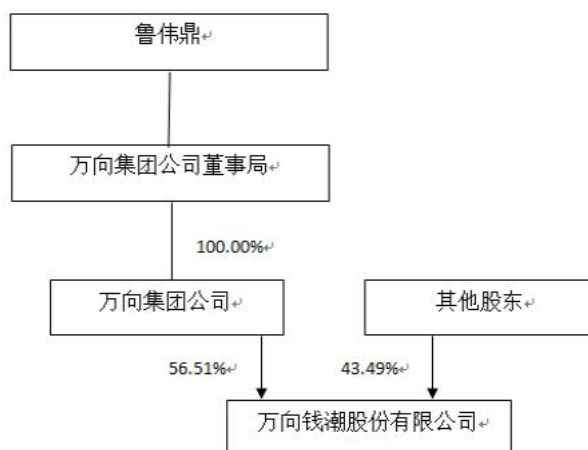 鲁伟鼎
万向集团公司董事局
100.00%
万向集团公司
其他股东
56.51%
43.49%
万向钱潮股份有限公司